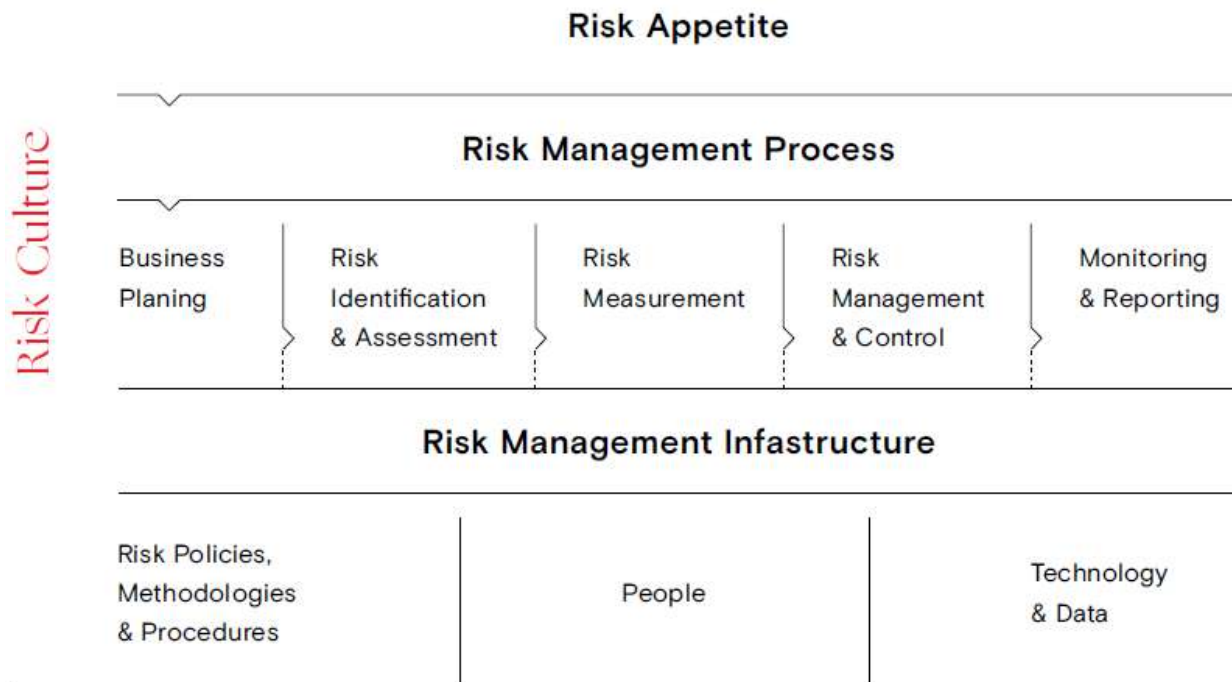 Risk Appetite
Risk Culture
Risk Management Process
Business
Planing
Risk
Identification
& Assessment
Risk
Measurement
Risk
Management
& Control
Monitoring
& Reporting
Risk Management Infastructure
Risk Policies,
Methodologies
& Procedures
People
Technology
& Data